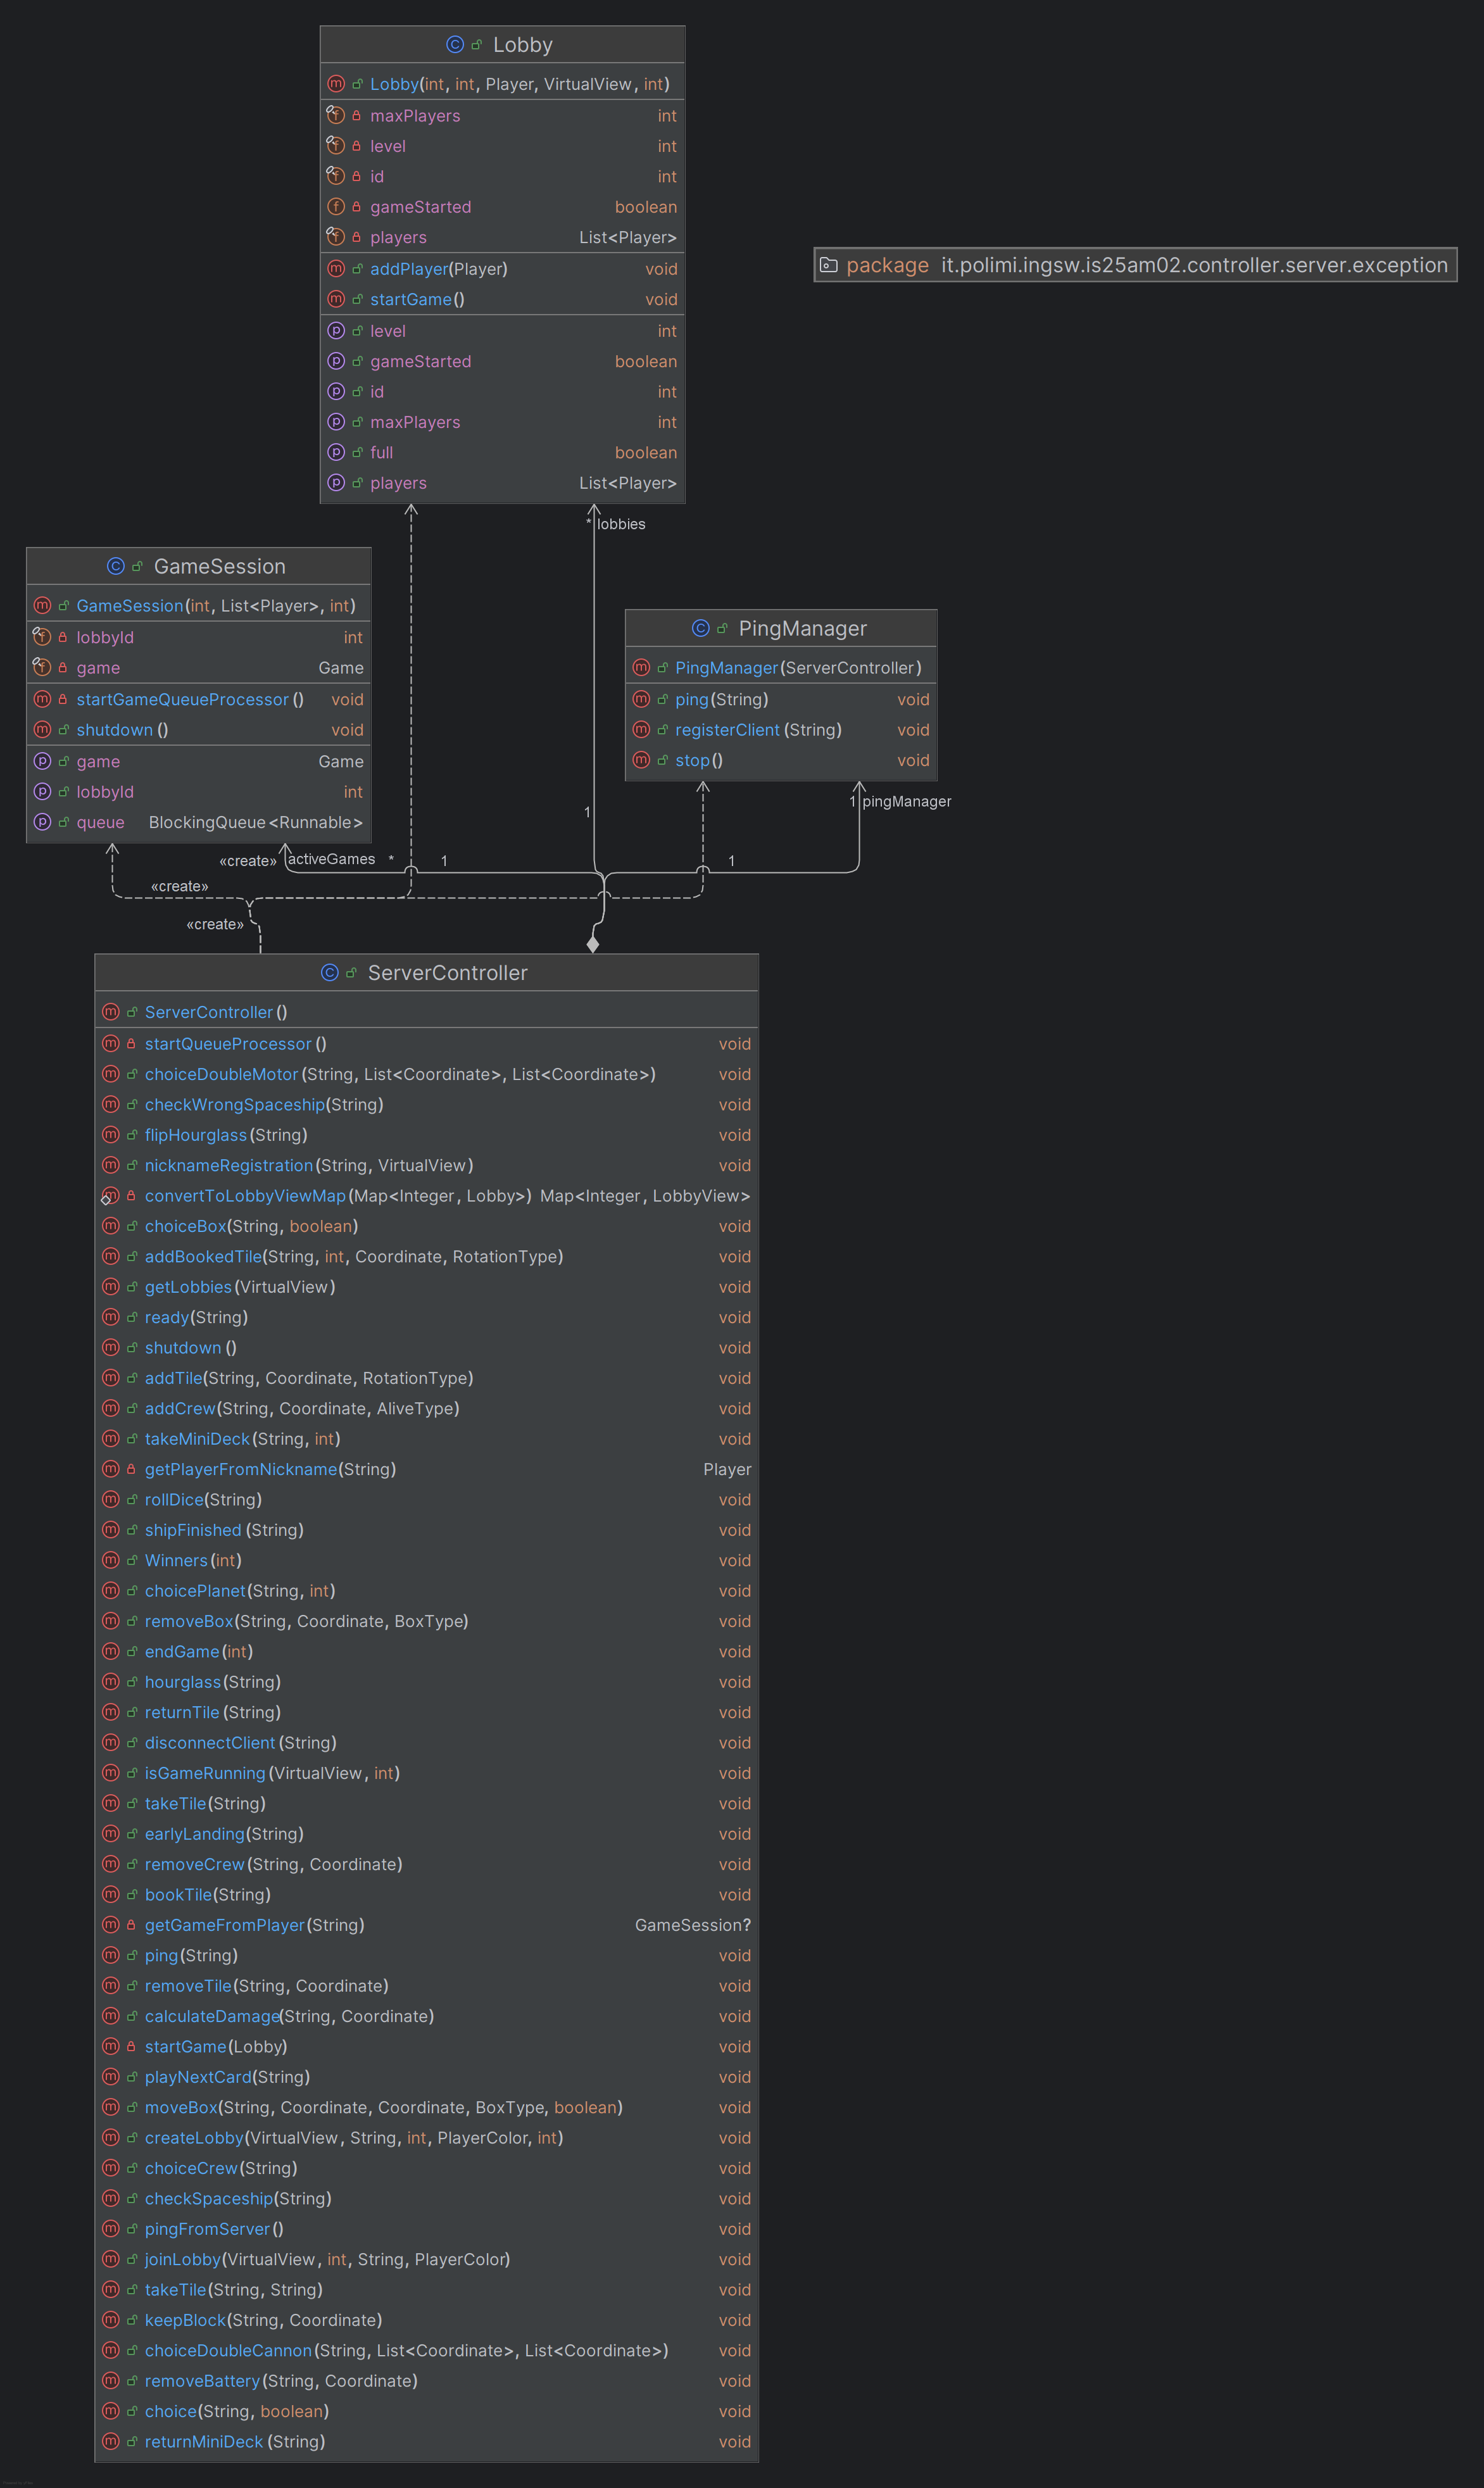 Lobby
Lobby(int, int, Player, VirtualView, int)
maxPlayers int
level int
id int
gameStarted boolean
players List<Player>
addPlayer(Player) void
startGame() void
level int
gameStarted boolean
id int
maxPlayers int
full boolean
players List<Player>
package it.polimi.ingsw.is25am02.controller.server.exception
* lobbies
GameSession
GameSession(int, List<Player>, int)
lobbyId int
game Game
startGameQueueProcessor() void
shutdown() void
game Game
lobbyId int
queue BlockingQueue<Runnable>
PingManager
PingManager(ServerController)
ping(String) void
registerClient(String) void
stop() void
1 pingManager
1
«create» activeGames * 1 1
«create»
«create»
ServerController
ServerController()
startQueueProcessor() void
choiceDoubleMotor(String, List<Coordinate>, List<Coordinate>) void
checkWrongSpaceship(String) void
flipHourglass(String) void
nicknameRegistration(String, VirtualView) void
convertToLobbyViewMap(Map<Integer, Lobby>) Map<Integer, LobbyView>
choiceBox(String, boolean) void
addBookedTile(String, int, Coordinate, RotationType) void
getLobbies(VirtualView) void
ready(String) void
shutdown() void
addTile(String, Coordinate, RotationType) void
addCrew(String, Coordinate, AliveType) void
takeMiniDeck(String, int) void
getPlayerFromNickname(String) Player
rollDice(String) void
shipFinished(String) void
Winners(int) void
choicePlanet(String, int) void
removeBox(String, Coordinate, BoxType) void
endGame(int) void
hourglass(String) void
returnTile(String) void
disconnectClient(String) void
isGameRunning(VirtualView, int) void
takeTile(String) void
earlyLanding(String) void
removeCrew(String, Coordinate) void
bookTile(String) void
getGameFromPlayer(String) GameSession?
ping(String) void
removeTile(String, Coordinate) void
calculateDamage(String, Coordinate) void
startGame(Lobby) void
playNextCard(String) void
moveBox(String, Coordinate, Coordinate, BoxType, boolean) void
createLobby(VirtualView, String, int, PlayerColor, int) void
choiceCrew(String) void
checkSpaceship(String) void
pingFromServer() void
joinLobby(VirtualView, int, String, PlayerColor) void
takeTile(String, String) void
keepBlock(String, Coordinate) void
choiceDoubleCannon(String, List<Coordinate>, List<Coordinate>) void
removeBattery(String, Coordinate) void
choice(String, boolean) void
returnMiniDeck(String) void